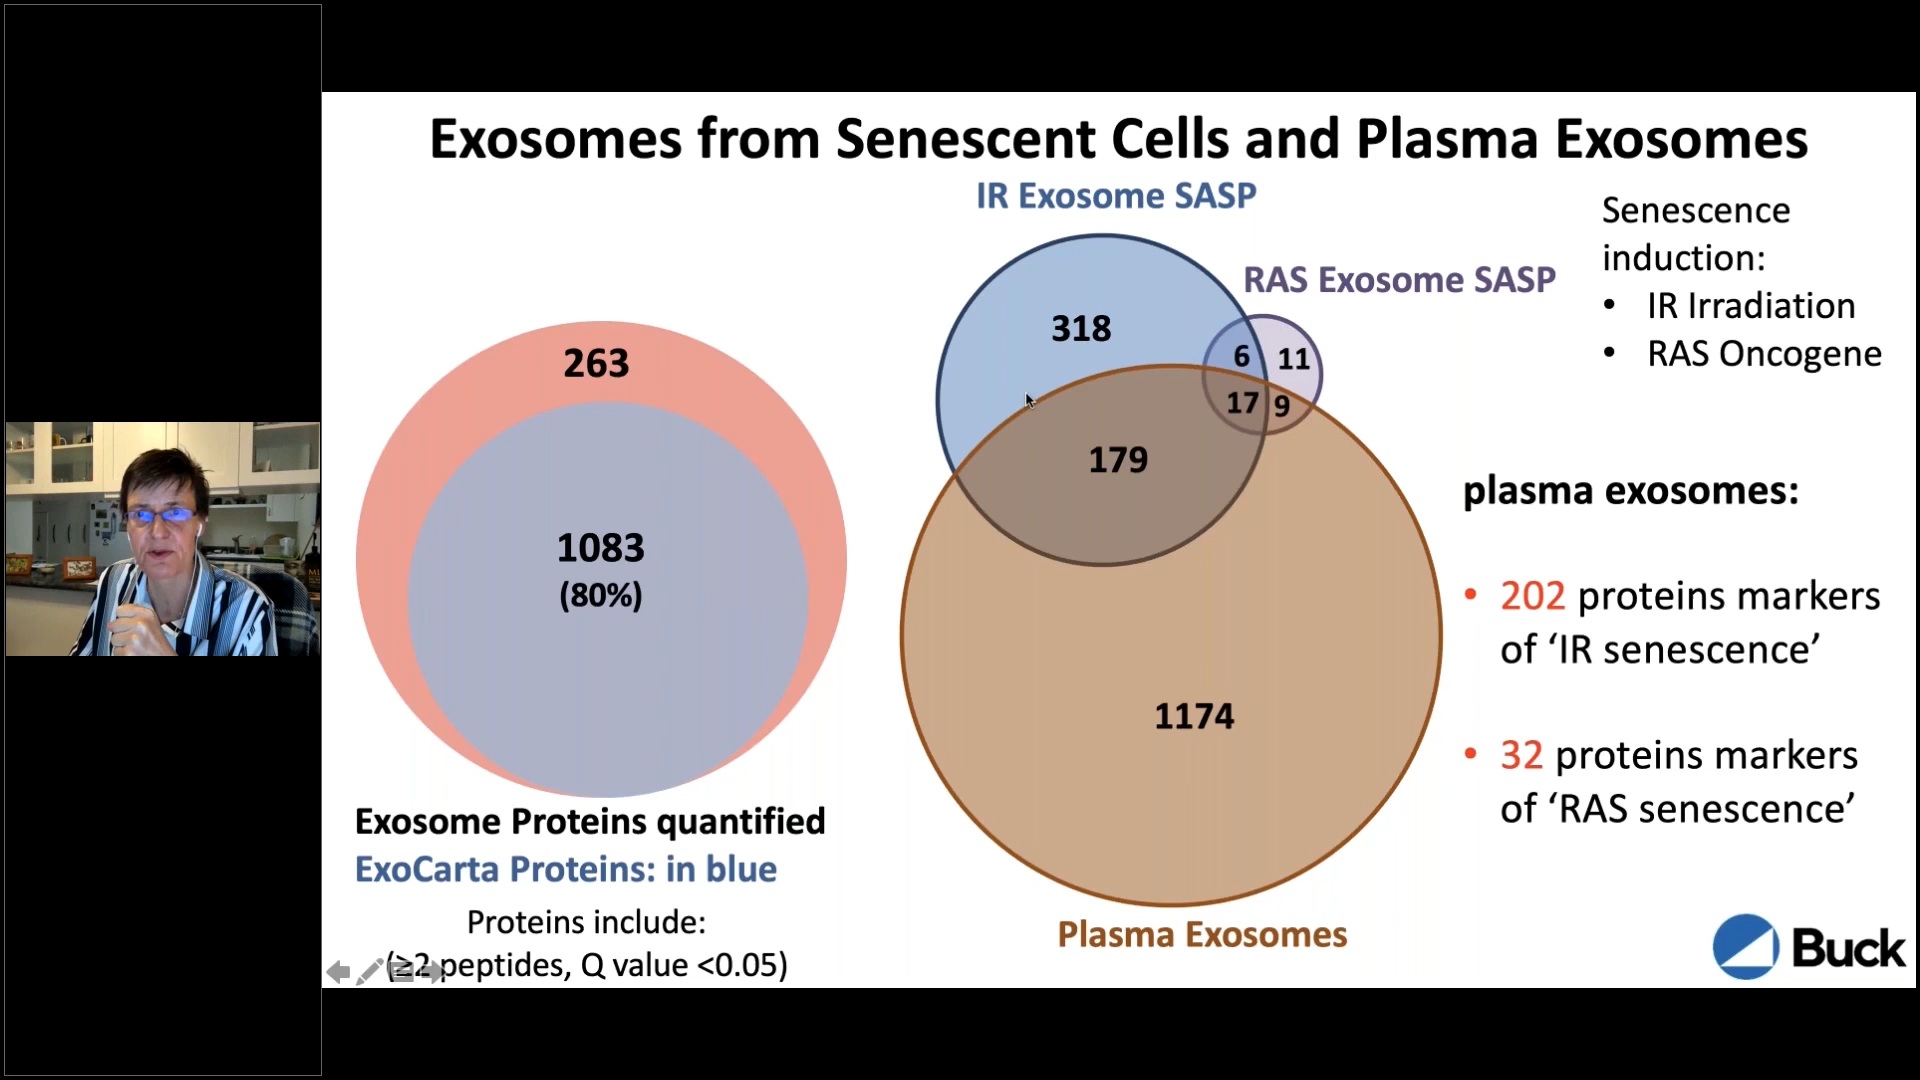 Exosomes from Senescent Cells and Plasma Exosomes
IR Exosome SASP
RAS Exosome SASP
Senescence
induction:
• IR Irradiation
• RAS Oncogene
263
1083
(80%)
Exosome Proteins quantified
ExoCarta Proteins: in blue
Proteins include:
(≥2 peptides, Q value <0.05)
318
6
11
17
9
179
1174
Plasma Exosomes
plasma exosomes:
• 202 proteins markers
of ‘IR senescence’
• 32 proteins markers
of ‘RAS senescence’
Buck